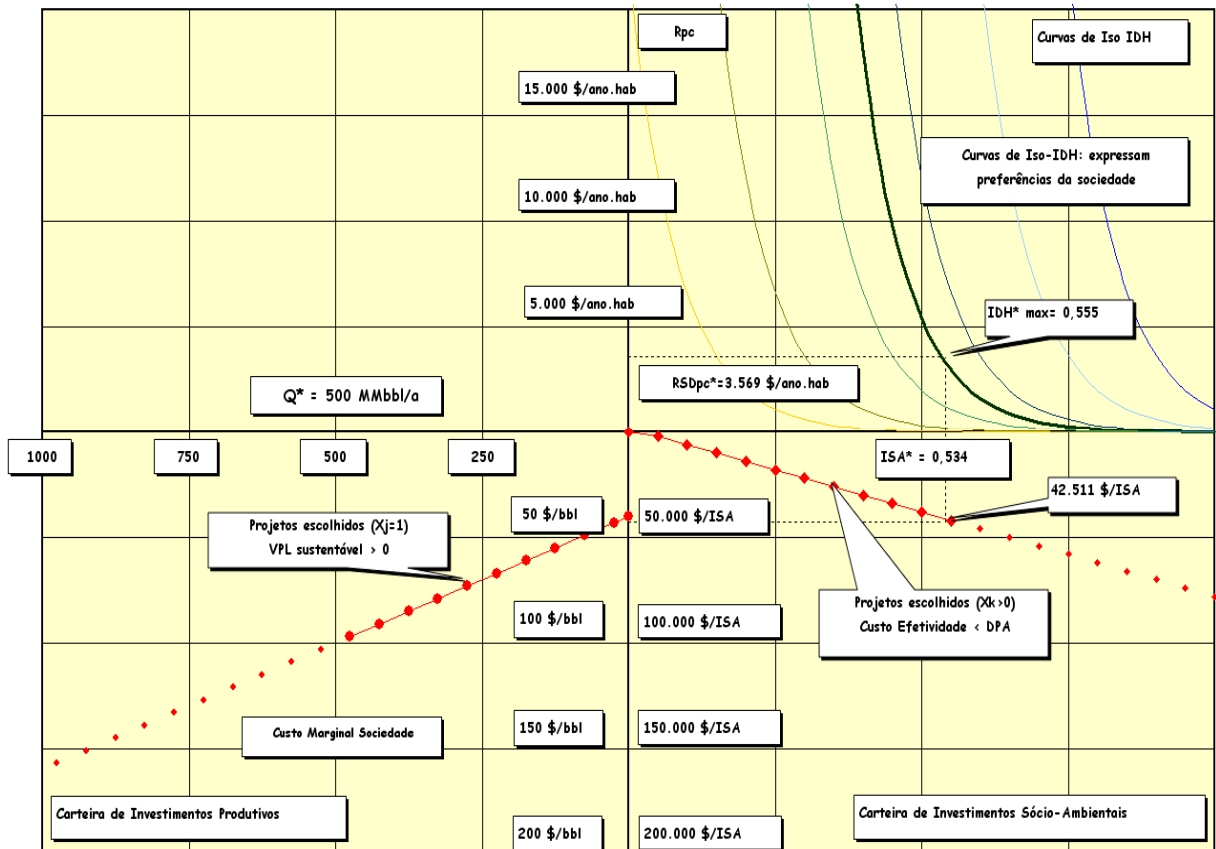 Rpc
Curvas de Iso IDH
15.000 $/ano.hab
Curvas de Iso-IDH: expressam
preferências da sociedade
10.000 $/ano.hab
5.000 $/ano.hab
IDH* max= 0,555
RSDpc*=3.569 $/ano.hab
Q* = 500 MMbbl/a
1000
750
500
250
ISA* = 0,534
42.511 $/ISA
50 $/bbl
50.000 $/ISA
Projetos escolhidos (Xj=1)
VPL sustentável > 0
Projetos escolhidos (Xk>0)
Custo Efetividade < DPA
100 $/bbl
100.000 $/ISA
Custo Marginal Sociedade
150 $/bbl
150.000 $/ISA
Carteira de Investimentos Produtivos
Carteira de Investimentos Sócio-Ambientais
200 $/bbl
200.000 $/ISA